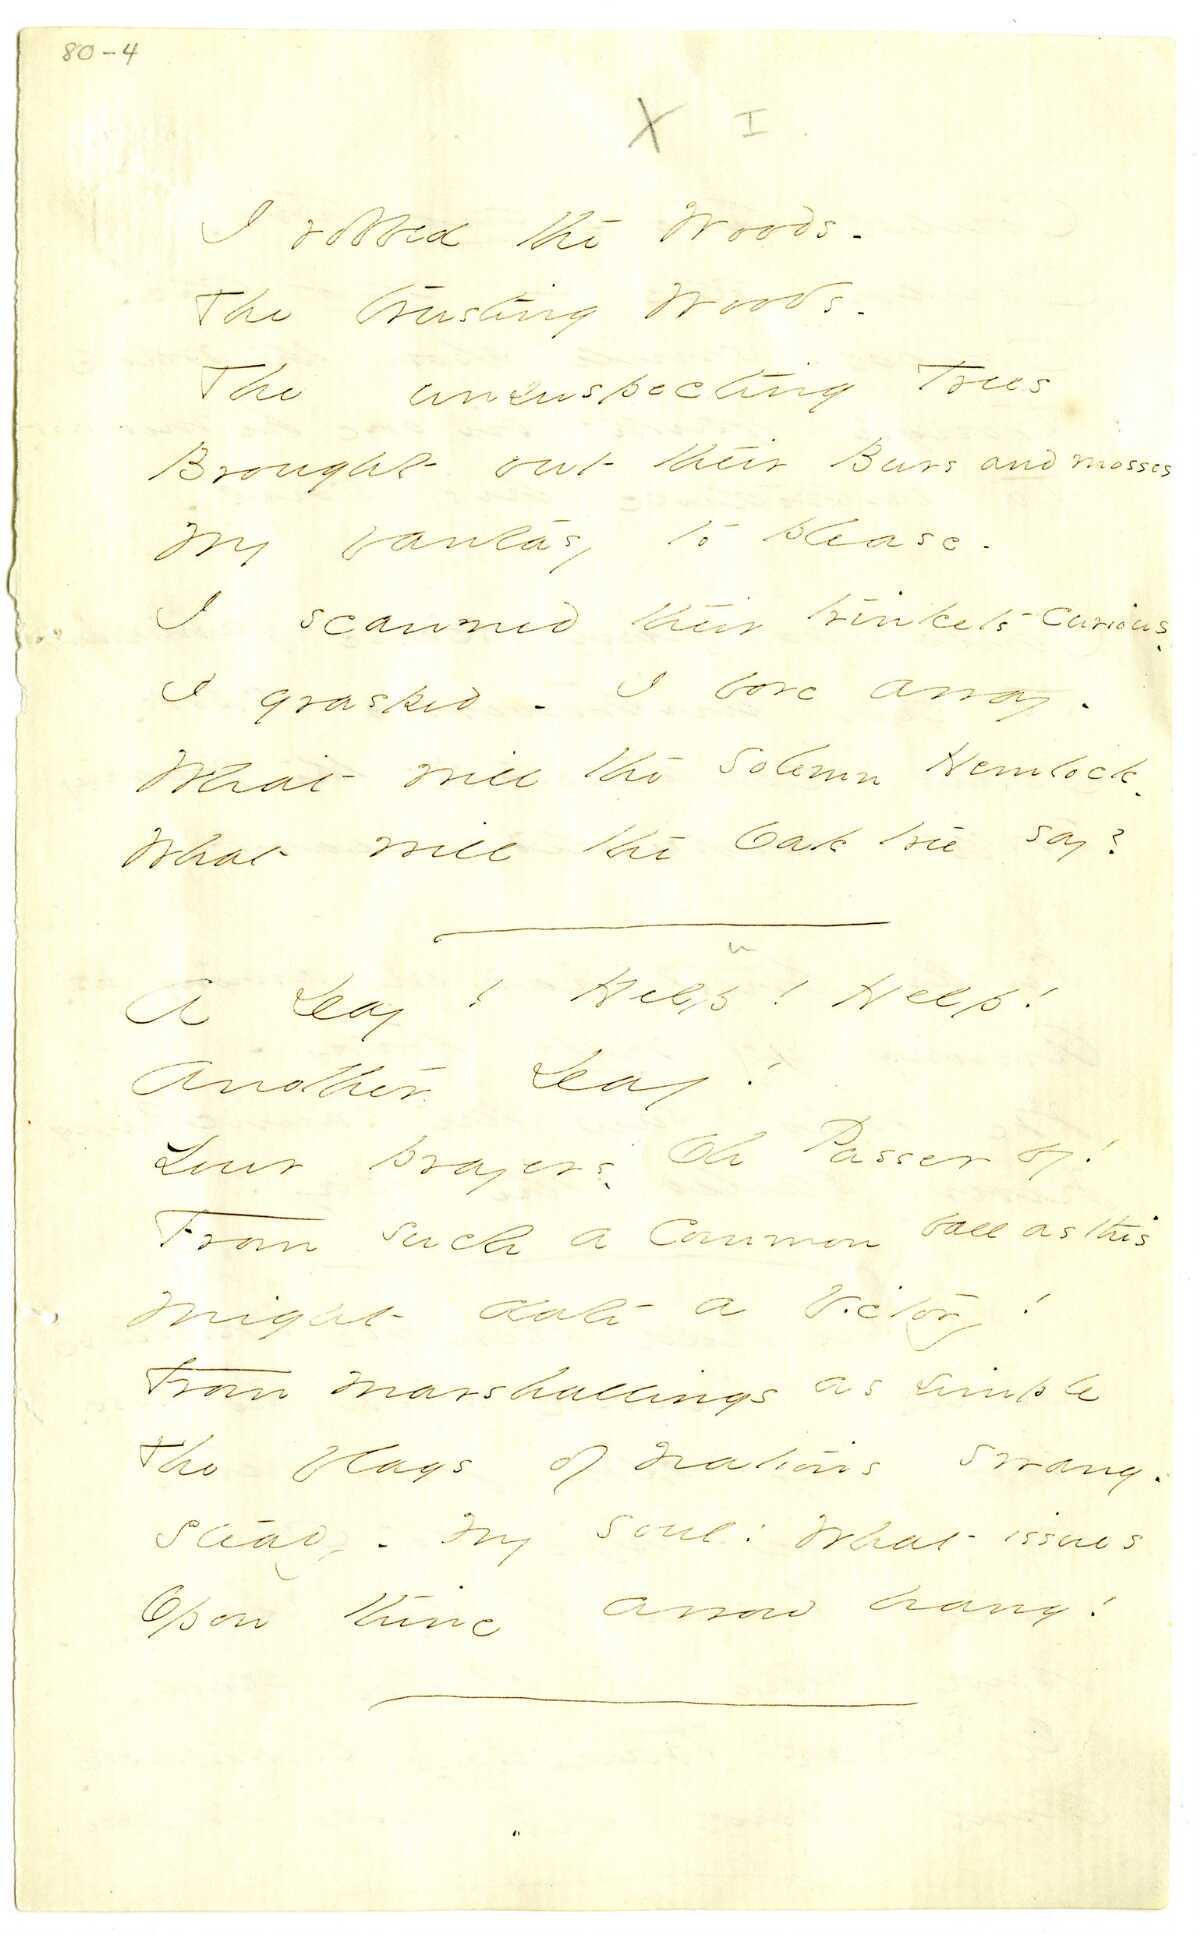 80-4
X I
I robbed the Woods -
The trusting Woods -
The unsuspecting Trees
Brought out their Burs and mosses
My fantasy to please -
I scanned their trinkets curious -
I grasped - I bore away -
What will the solemn Hemlock -
What will the Oak tree say?
A Day! Help! Help!
Another Day!
Your prayers - Oh Passer by!
From such a common ball as this
Might date a Victory!
From marshallings as simple
The flags of nations swang.
Steady - my soul: What issues
Upon thine arrow hang!